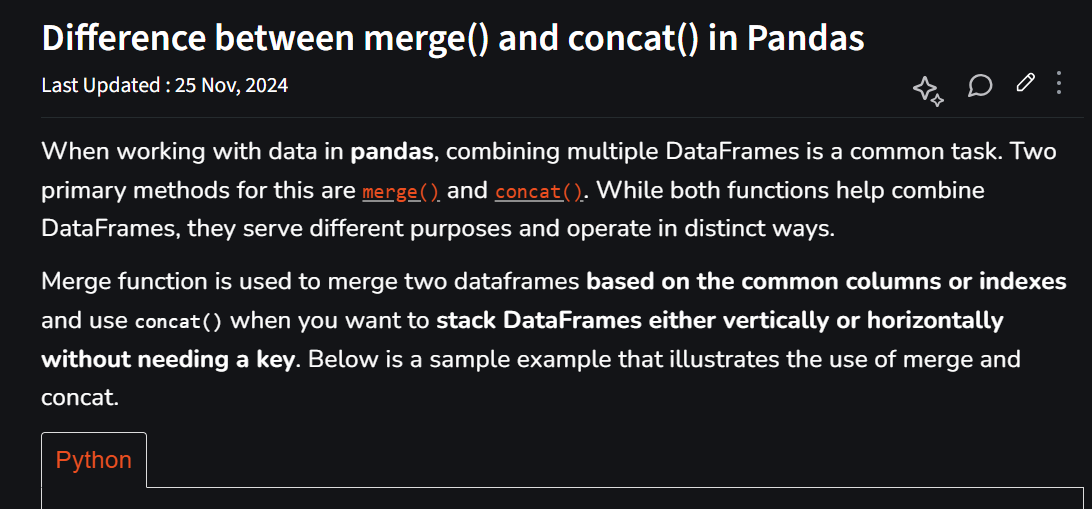 Difference between merge() and concat() in Pandas
Last Updated : 25 Nov, 2024
When working with data in pandas, combining multiple DataFrames is a common task. Two
primary methods for this are merge() and concat(). While both functions help combine
DataFrames, they serve different purposes and operate in distinct ways.
Merge function is used to merge two dataframes based on the common columns or indexes
and use concat() when you want to stack DataFrames either vertically or horizontally
without needing a key. Below is a sample example that illustrates the use of merge and
concat.
Python